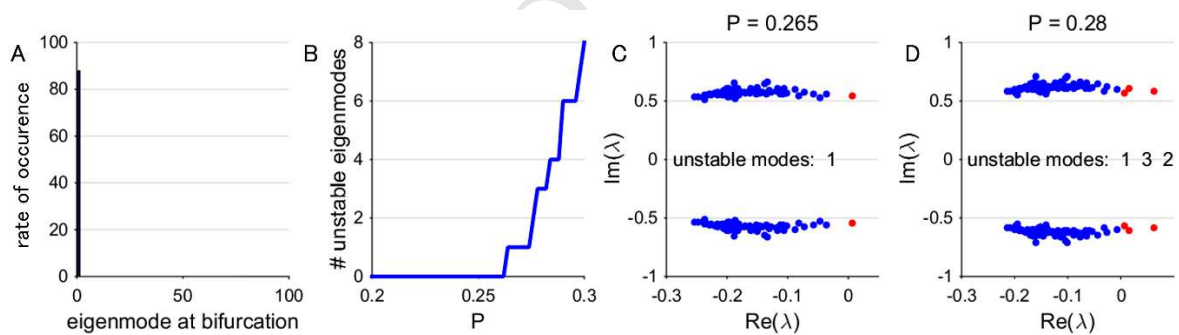 A
100
80
60
40
20
0
rate of occurence
0
50
100
eigenmode at bifurcation
B
8
6
4
2
0
# unstable eigenmodes
0.2
0.25
0.3
P
P = 0.265
C
1
0.5
0
-0.5
-1
Im(λ)
unstable modes: 1
-0.3
-0.2
-0.1
0
Re(λ)
P = 0.28
D
1
0.5
0
-0.5
-1
Im(λ)
unstable modes: 1 3 2
-0.3
-0.2
-0.1
0
Re(λ)